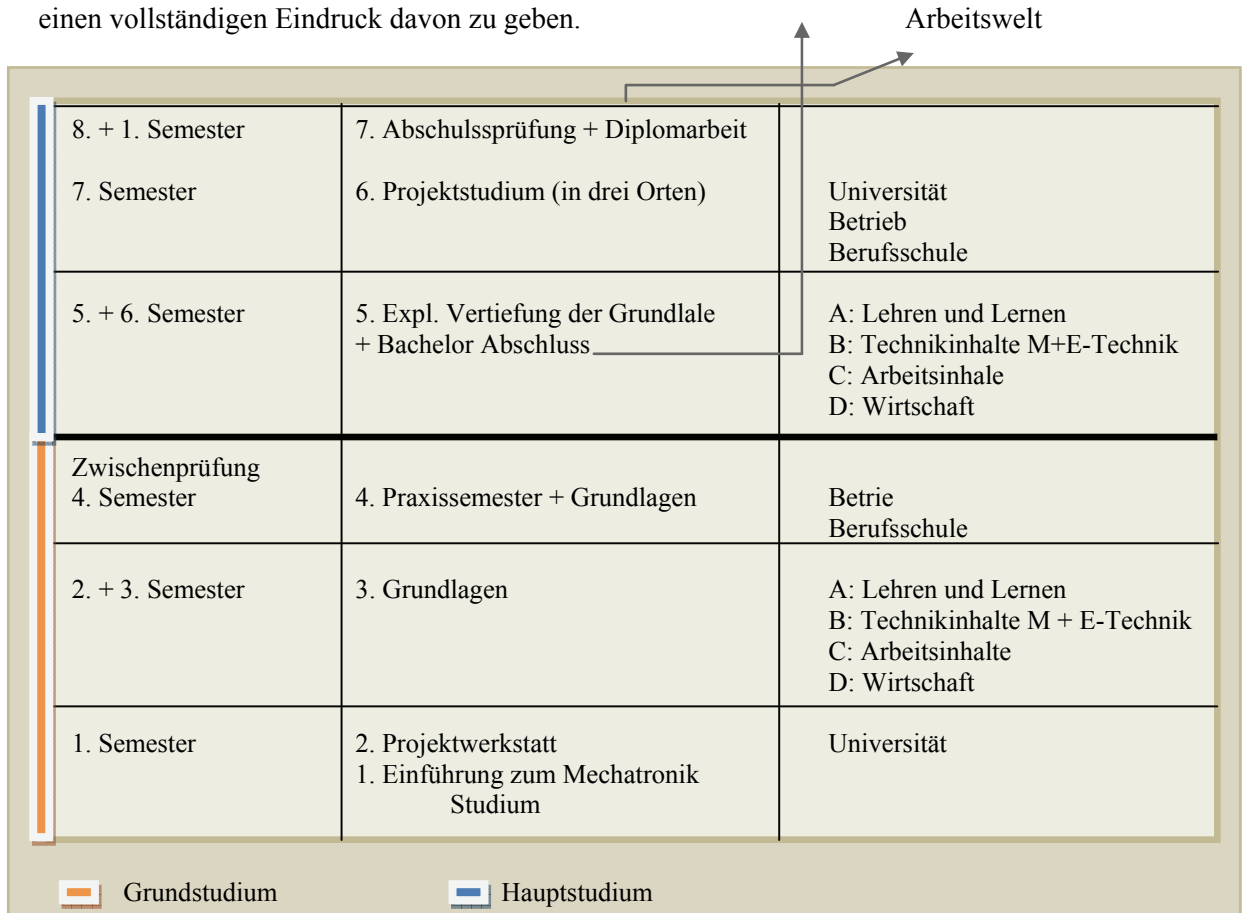 einen vollständigen Eindruck davon zu geben.
Arbeitswelt
8. + 1. Semester
7. Abschulssprüfung + Diplomarbeit
7. Semester
6. Projektstudium (in drei Orten)
Universität
Betrieb
Berufsschule
5. + 6. Semester
5. Expl. Vertiefung der Grundlale
+ Bachelor Abschluss
A: Lehren und Lernen
B: Technikinhalte M+E-Technik
C: Arbeitsinhale
D: Wirtschaft
Zwischenprüfung
4. Semester
4. Praxissemester + Grundlagen
Betrie
Berufsschule
2. + 3. Semester
3. Grundlagen
A: Lehren und Lernen
B: Technikinhalte M + E-Technik
C: Arbeitsinhalte
D: Wirtschaft
1. Semester
2. Projektwerkstatt
1. Einführung zum Mechatronik
Studium
Universität
Grundstudium
Hauptstudium